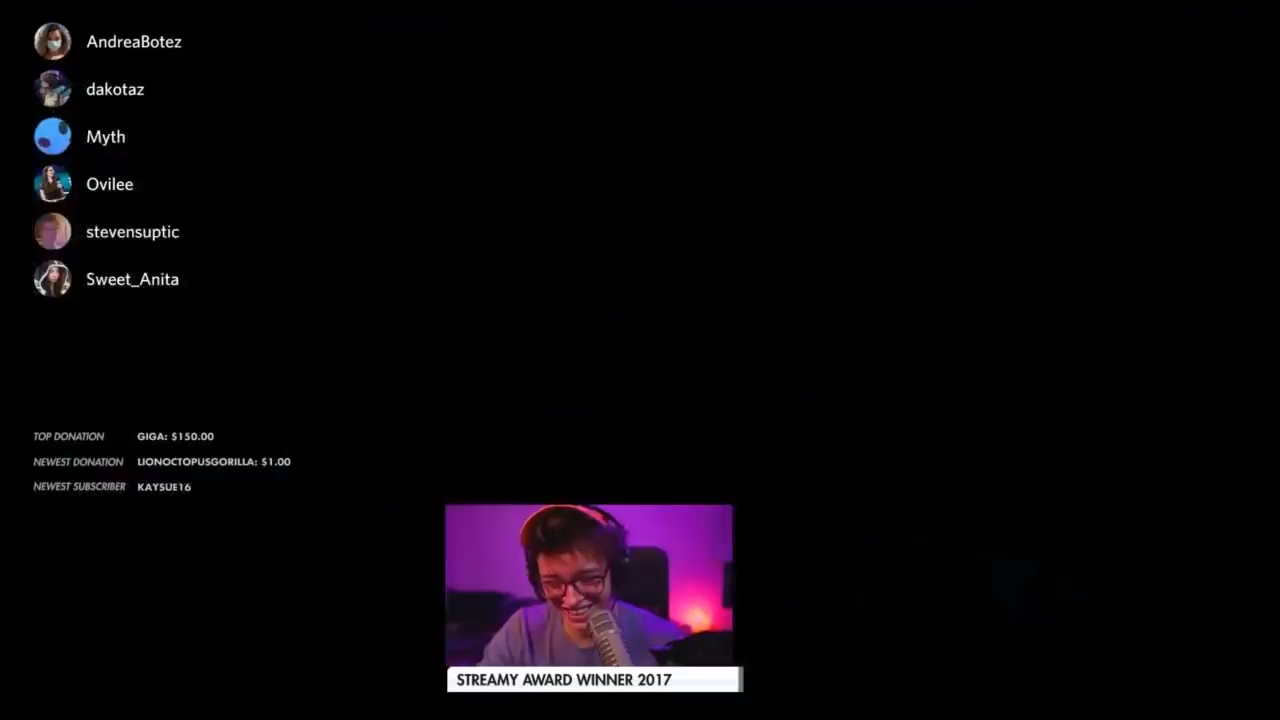 AndreaBotez
dakotaz
Myth
Ovilee
stevensuptic
Sweet_Anita
TOP DONATION GIGA: $150.00
NEWEST DONATION LIONOCTOPUSGORILLA: $1.00
NEWEST SUBSCRIBER KAYSUE16
STREAMY AWARD WINNER 2017